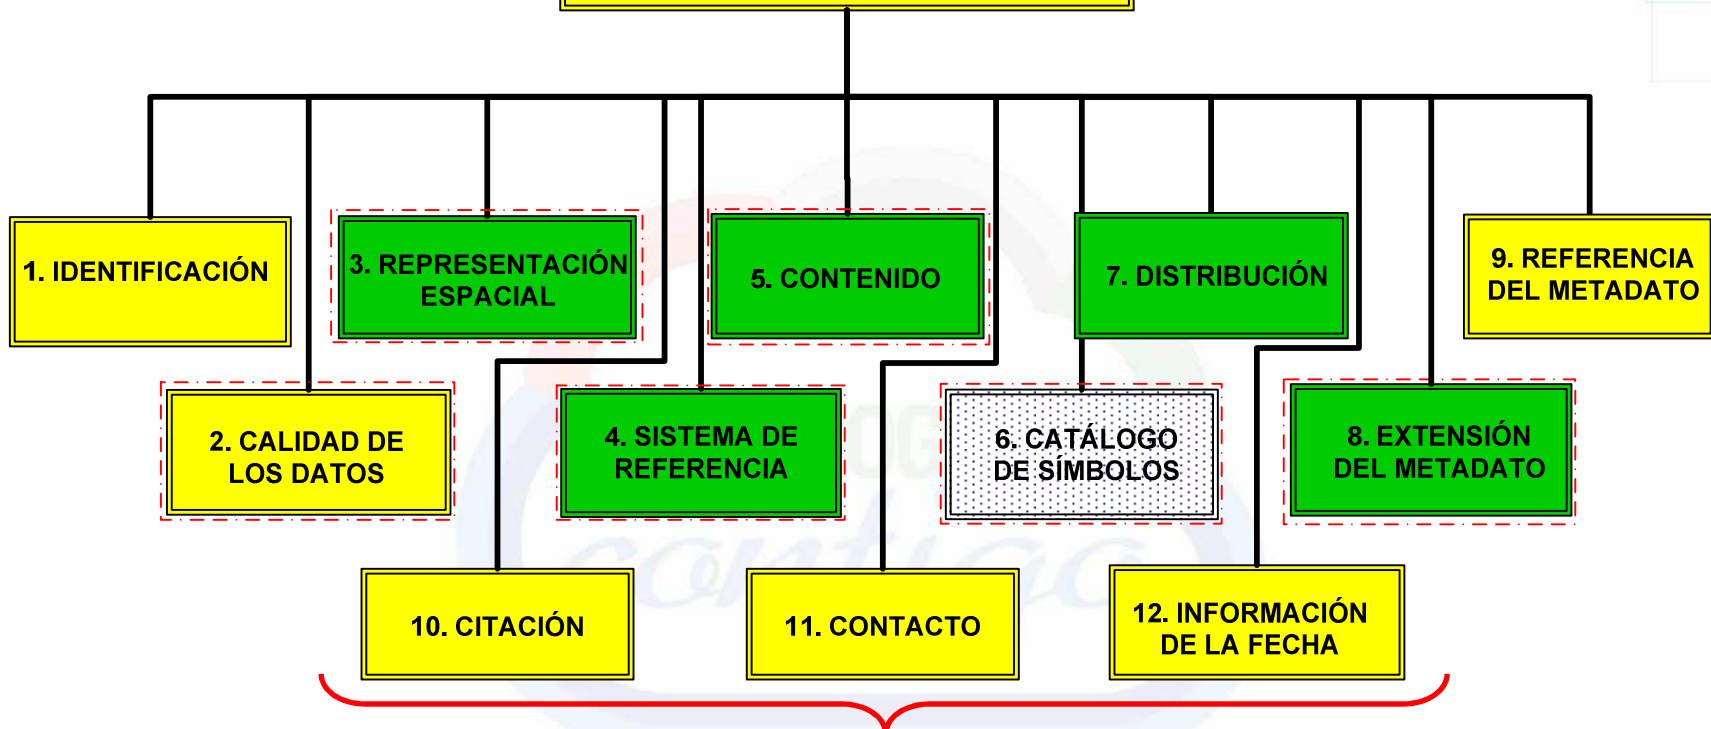 1. IDENTIFICACIÓN
3. REPRESENTACIÓN
ESPACIAL
5. CONTENIDO
7. DISTRIBUCIÓN
9. REFERENCIA
DEL METADATO
2. CALIDAD DE
LOS DATOS
4. SISTEMA DE
REFERENCIA
6. CATÁLOGO
DE SÍMBOLOS
8. EXTENSIÓN
DEL METADATO
10. CITACIÓN
11. CONTACTO
12. INFORMACIÓN
DE LA FECHA
contigo